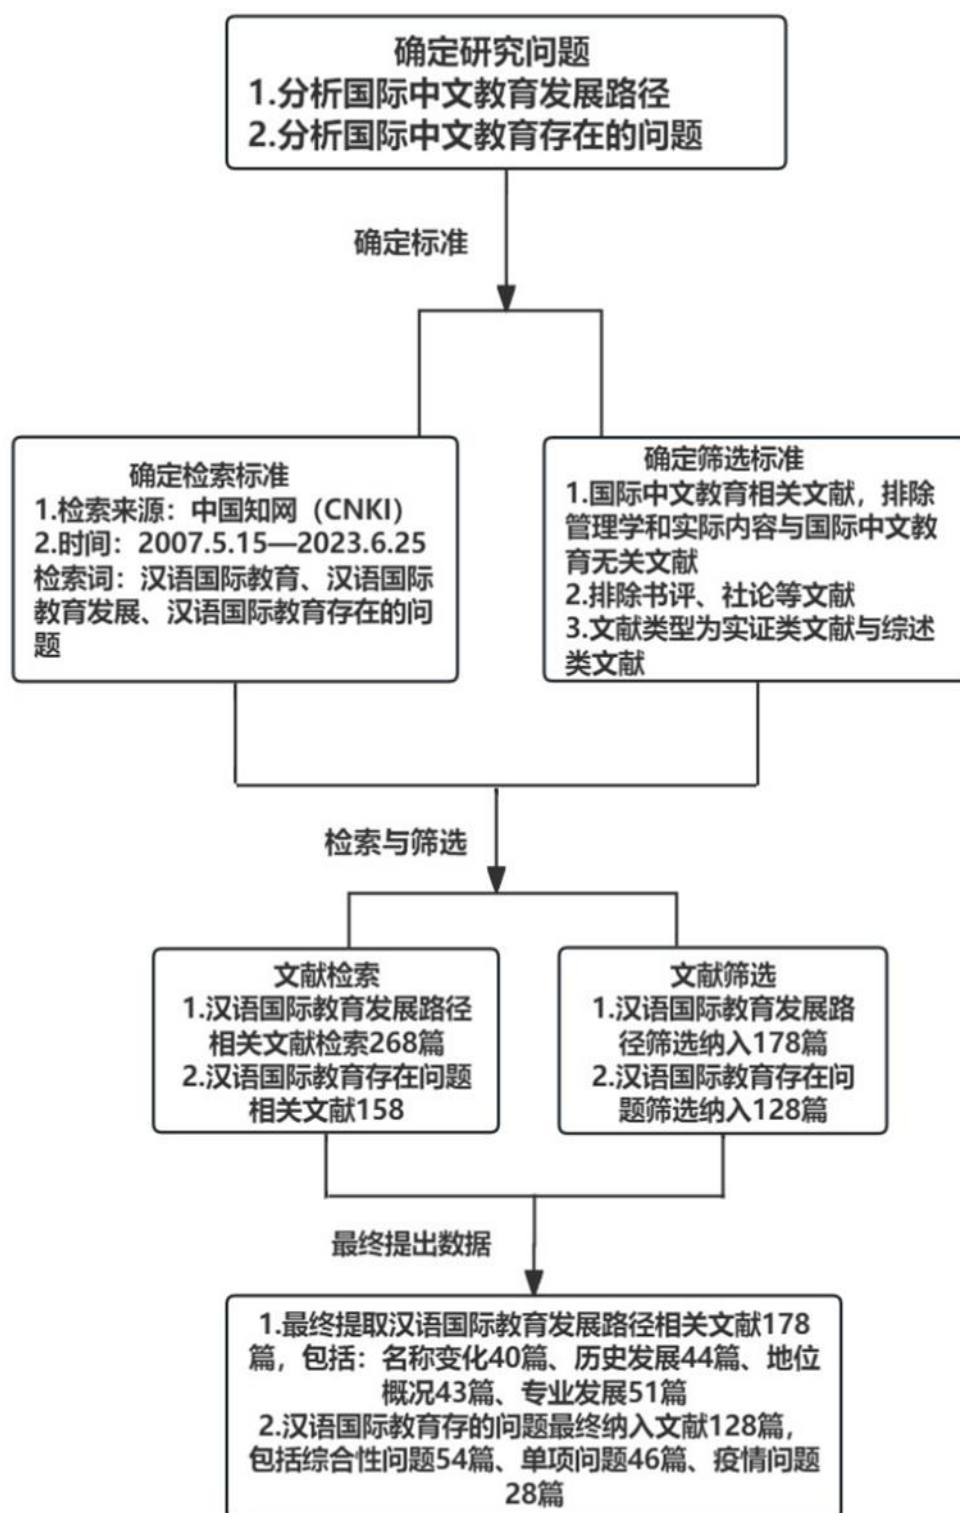 确定研究问题
1.分析国际中文教育发展路径
2.分析国际中文教育存在的问题
确定标准
确定检索标准
1.检索来源：中国知网（CNKI）
2.时间：2007.5.15—2023.6.25
检索词：汉语国际教育、汉语国际
教育发展、汉语国际教育存在的问
题
确定筛选标准
1.国际中文教育相关文献，排除
管理学和实际内容与国际中文教
育无关文献
2.排除书评、社论等文献
3.文献类型为实证类文献与综述
类文献
检索与筛选
文献检索
1.汉语国际教育发展路径
相关文献检索268篇
2.汉语国际教育存在问题
相关文献158
文献筛选
1.汉语国际教育发展路
径筛选纳入178篇
2.汉语国际教育存在问
题筛选纳入128篇
最终提出数据
1.最终提取汉语国际教育发展路径相关文献178
篇，包括：名称变化40篇、历史发展44篇、地位
概况43篇、专业发展51篇
2.汉语国际教育存的问题最终纳入文献128篇，
包括综合性问题54篇、单项问题46篇、疫情问题
28篇